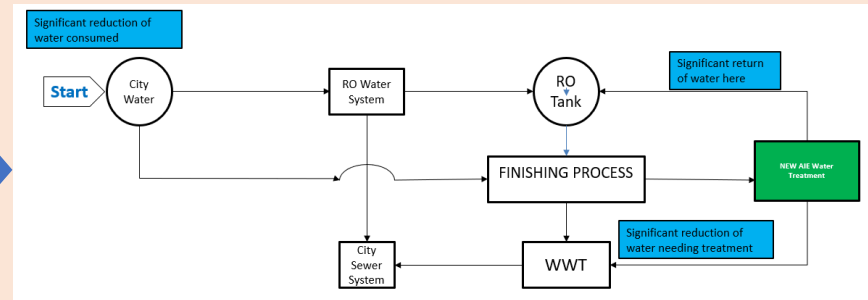 Significant reduction of
water consumed
Start
City
Water
RO Water
System
RO
Tank
Significant return
of water here
FINISHING PROCESS
NEW AIE Water
Treatment
Significant reduction of
water needing treatment
City
Sewer
System
WWT